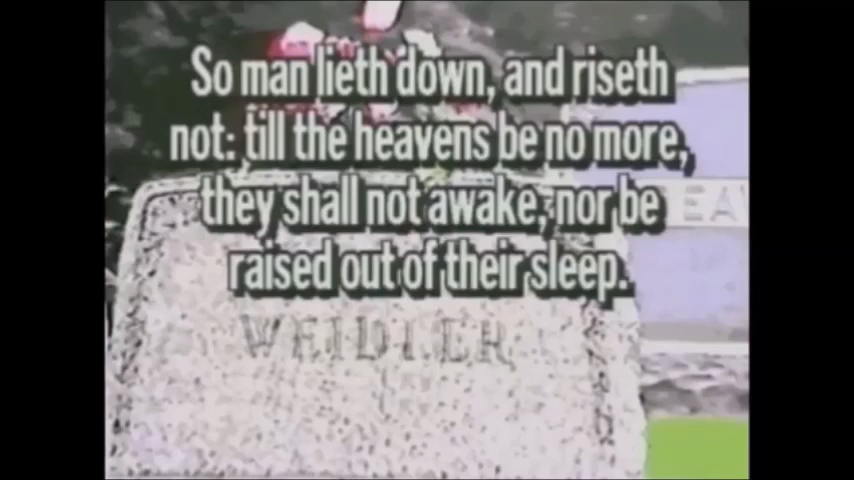 So man lieth down, and riseth
not: till the heavens be no more,
they shall not awake, nor be
raised out of their sleep.
EA
WEIDLER